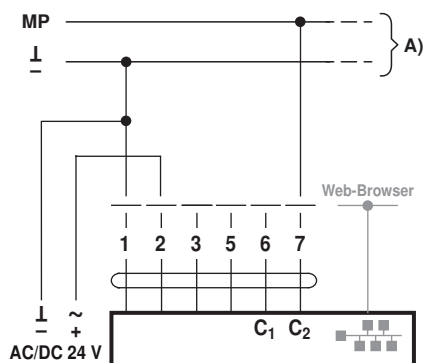 MP
⊥
–
A)
Web-Browser
1 2 3 5 6 7
C1 C2
⊥ ~
– +
AC/DC 24 V